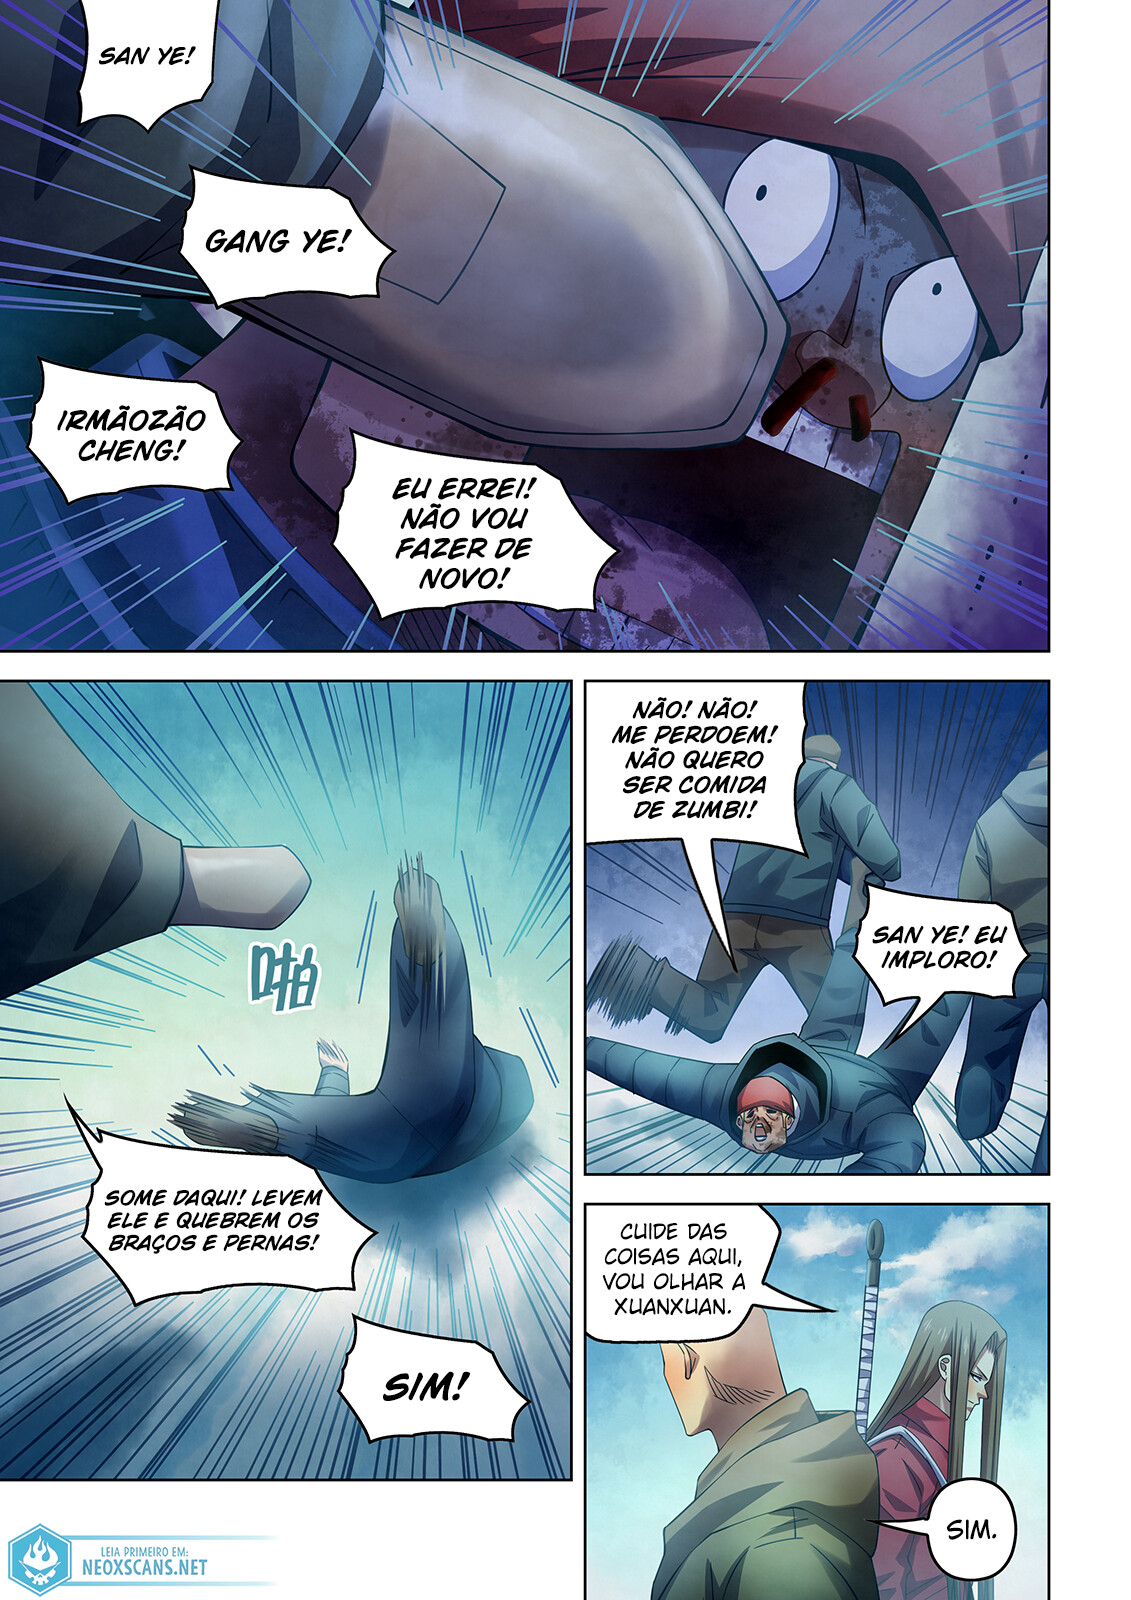 SAN YE!
GANG YE!
IRMÃOZÃO
CHENG!
EU ERREI!
NÃO VOU
FAZER DE
NOVO!
啪
SOME DAQUI! LEVEM
ELE E QUEBREM OS
BRAÇOS E PERNAS!
SIM!
NÃO! NÃO!
ME PERDOEM!
NÃO QUERO
SER COMIDA
DE ZUMBI!
SAN YE! EU
IMPLORO!
CUIDE DAS
COISAS AQUI,
VOU OLHAR A
XUANXUAN.
SIM.
LEIA PRIMEIRO EM:
NEOXSCANS.NET